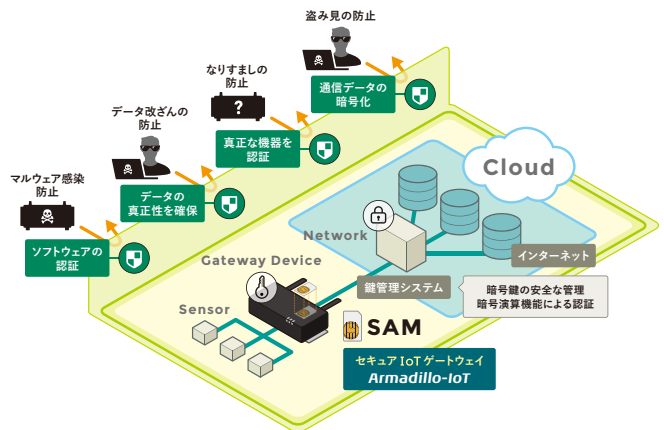 盗み見の防止
通信データの
暗号化
なりすましの
防止
?
真正な機器を
認証
データ改ざんの
防止
データの
真正性を確保
マルウェア感染
防止
ソフトウェアの
認証
Cloud
Network
インターネット
Gateway Device
鍵管理システム
暗号鍵の安全な管理
暗号演算機能による認証
Sensor
SAM
セキュア IoT ゲートウェイ
Armadillo-IoT